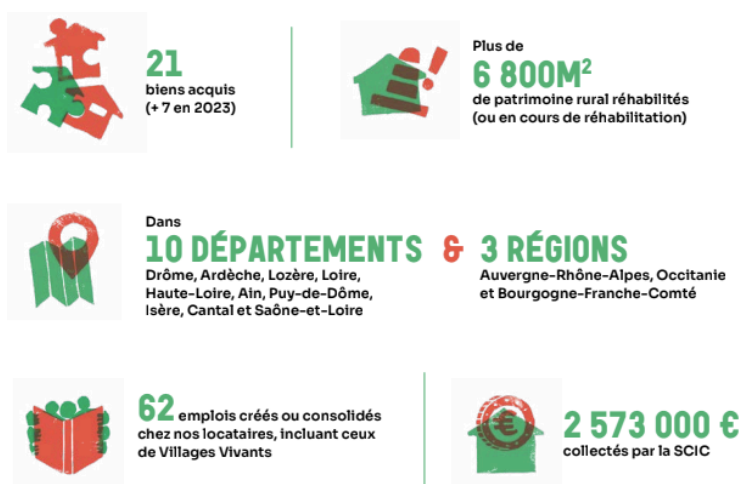 21
biens acquis
(+ 7 en 2023)
Plus de
6 800M²
de patrimoine rural réhabilités
(ou en cours de réhabilitation)
Dans
10 DÉPARTEMENTS & 3 RÉGIONS
Drôme, Ardèche, Lozère, Loire,
Haute-Loire, Ain, Puy-de-Dôme,
Isère, Cantal et Saône-et-Loire
Auvergne-Rhône-Alpes, Occitanie
et Bourgogne-Franche-Comté
62 emplois créés ou consolidés
chez nos locataires, incluant ceux
de Villages Vivants
€
2 573 000 €
collectés par la SCIC